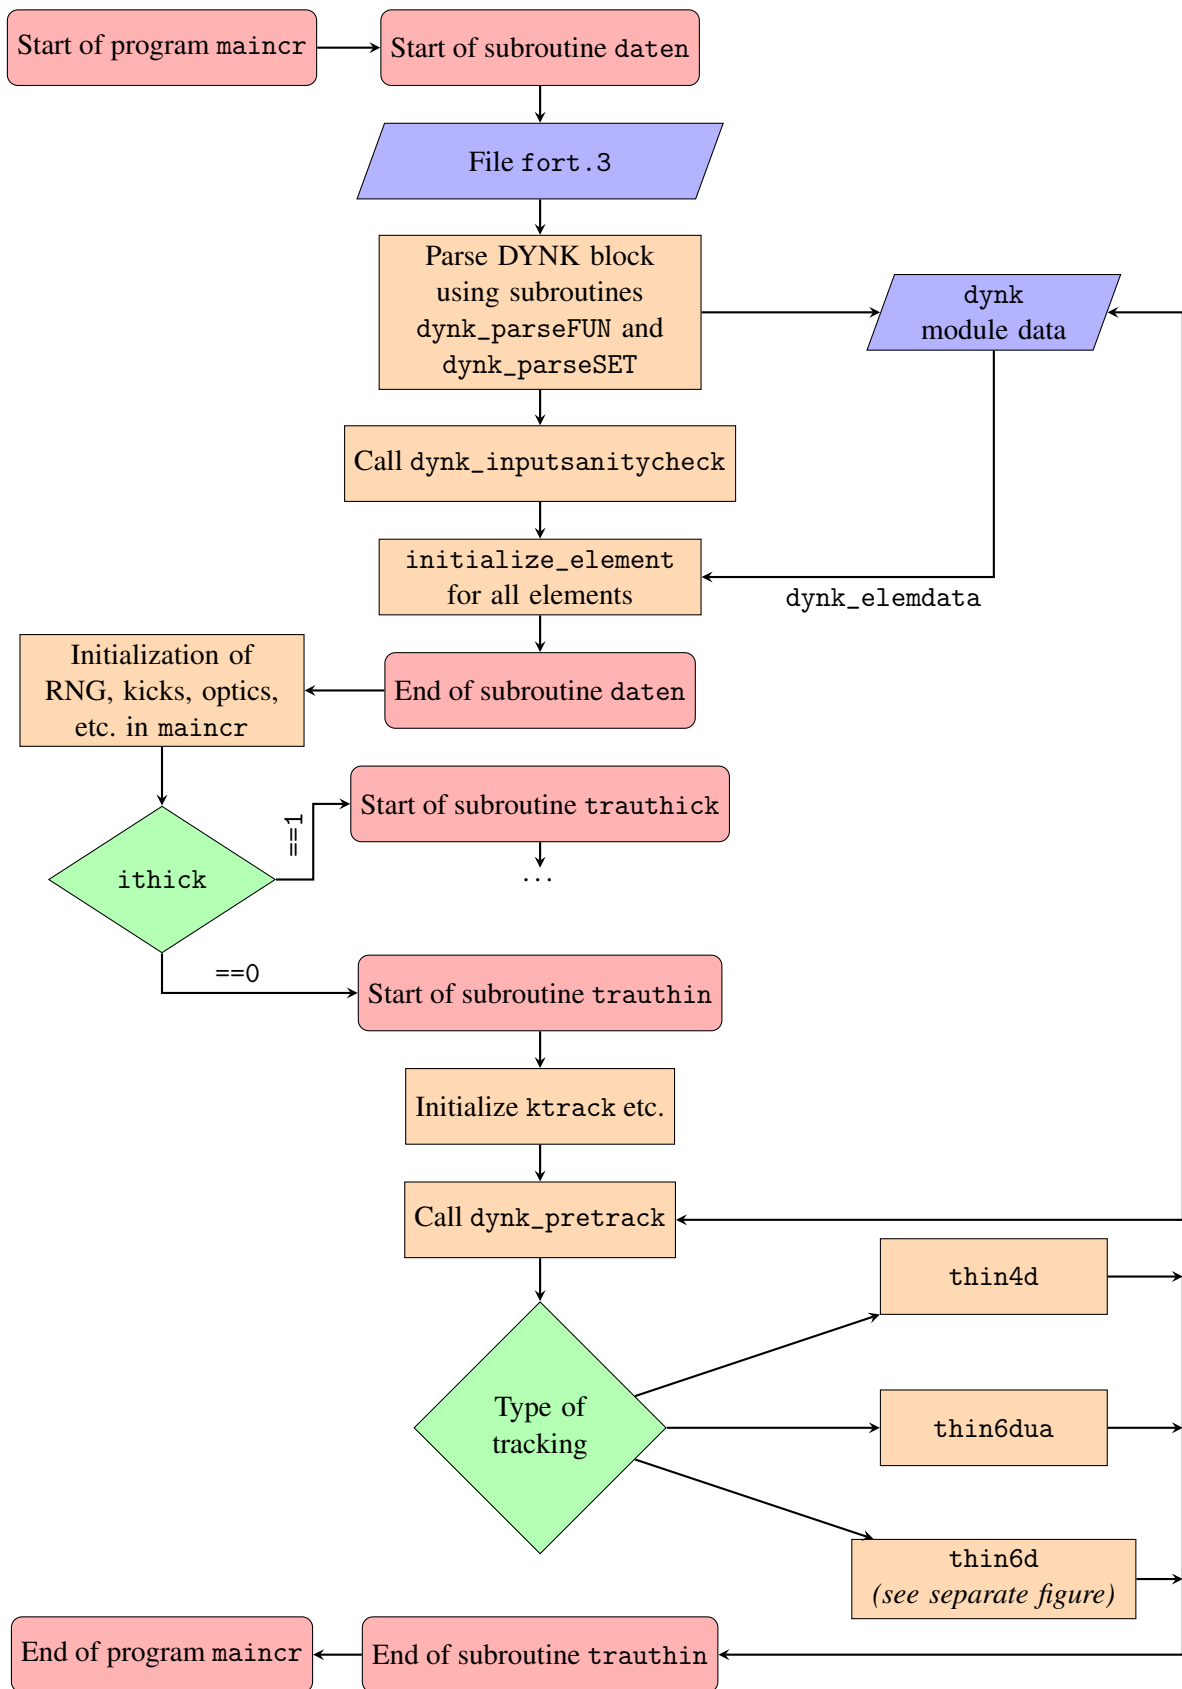 Start of program maincr
Start of subroutine daten
File fort.3
Parse DYNK block
using subroutines
dynk_parseFUN and
dynk_parseSET
dynk
module data
Call dynk_inputsanitycheck
initialize_element
for all elements
dynk_elemdata
Initialization of
RNG, kicks, optics,
etc. in maincr
End of subroutine daten
Start of subroutine trauthick
==1
ithick
...
==0
Start of subroutine trauthin
Initialize ktrack etc.
Call dynk_pretrack
thin4d
Type of
tracking
thin6dua
thin6d
(see separate figure)
End of program maincr
End of subroutine trauthin